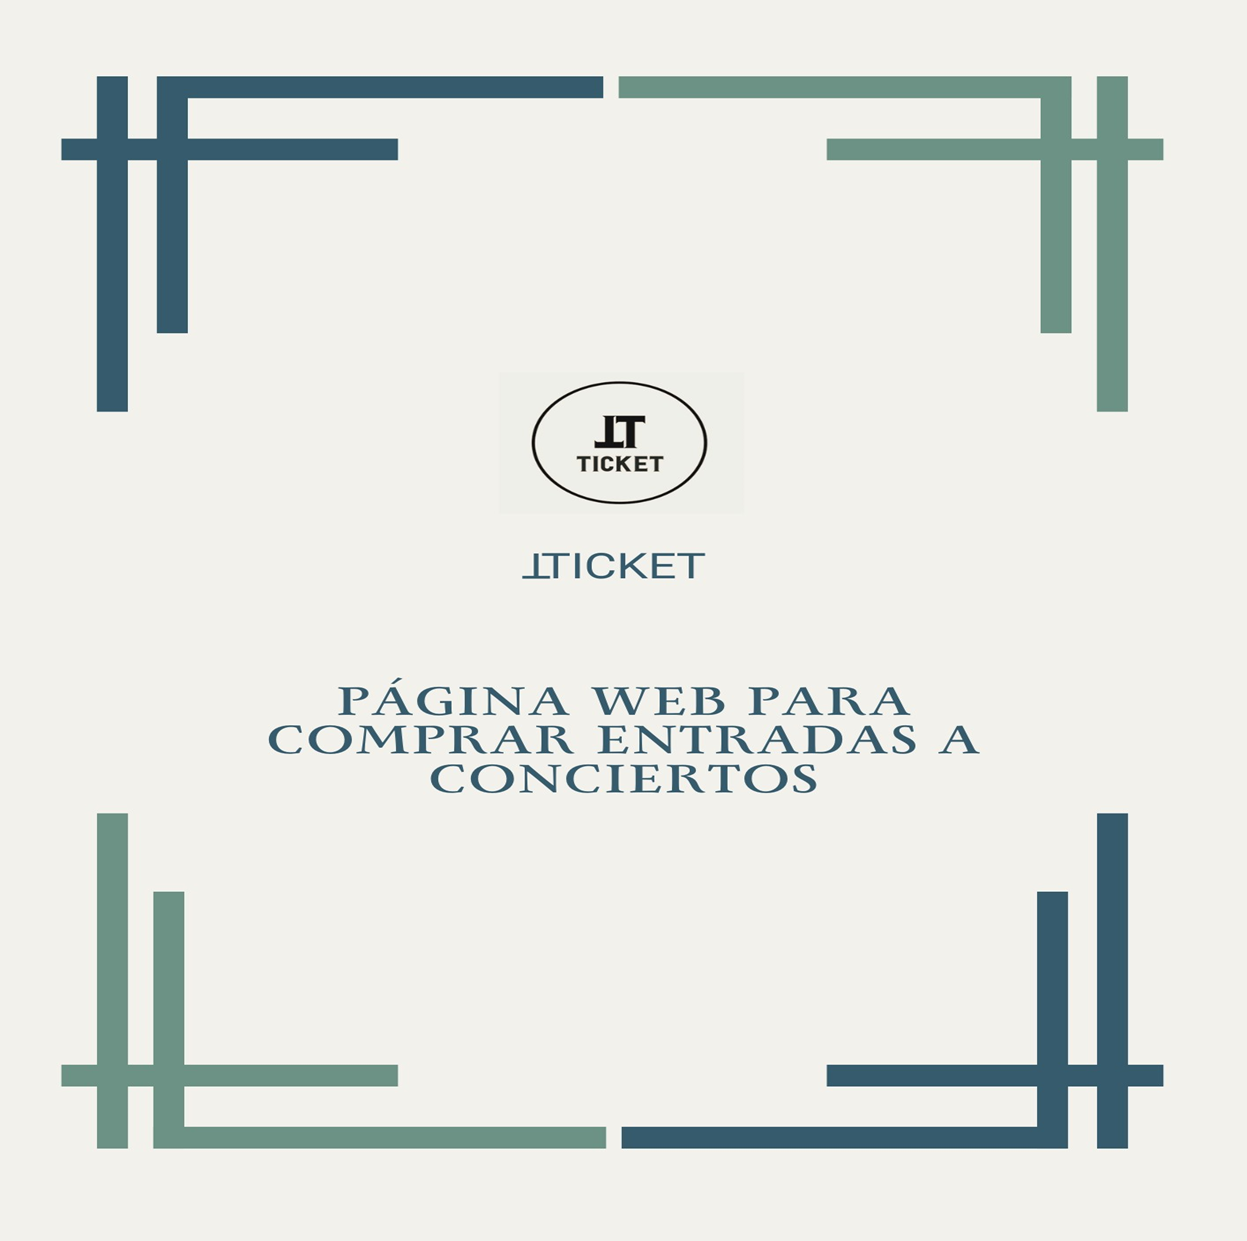 ⊥T
TICKET
⊥TICKET
PÁGINA WEB PARA
COMPRAR ENTRADAS A
CONCIERTOS